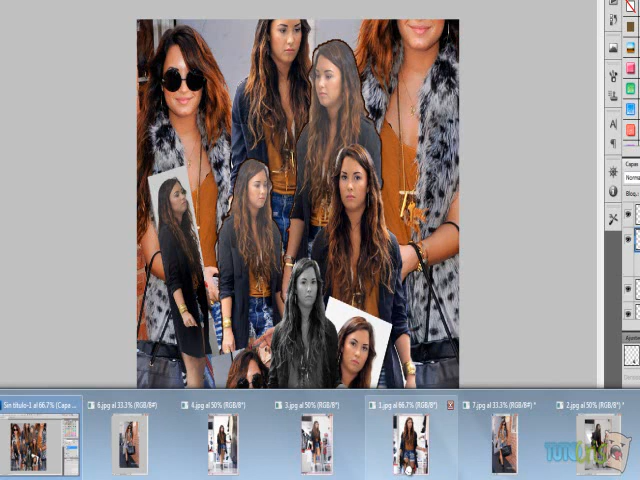 Capas
Norma
Bloq.:
Sin título-1 al 66.7% (Capa ...
6.jpg al 33.3% (RGB/8#)
4.jpg al 50% (RGB/8*)
3.jpg al 50% (RGB/8*)
1.jpg al 66.7% (RGB/8*)
7.jpg al 33.3% (RGB/8#) *
2.jpg al 50% (RGB/8*) *